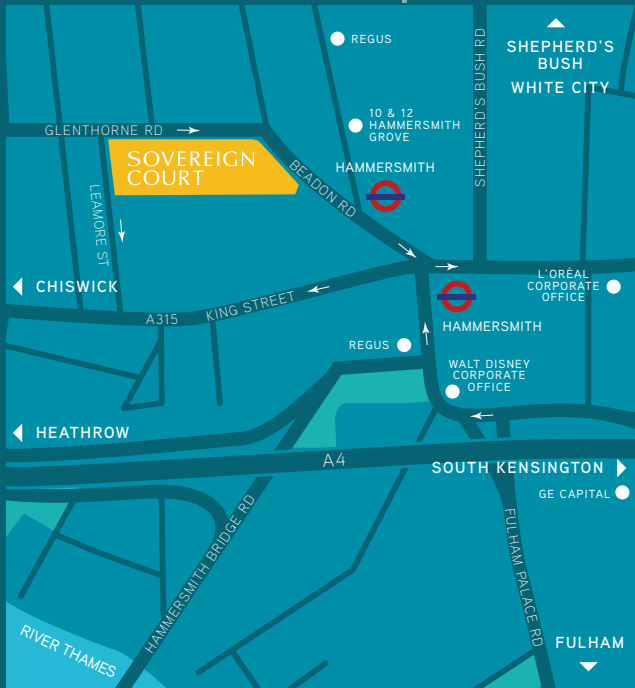 REGUS
SHEPHERD'S BUSH RD
SHEPHERD'S
BUSH
WHITE CITY
10 & 12
HAMMERSMITH
GROVE
GLENTHORNE RD
SOVEREIGN
COURT
BEADON RD
HAMMERSMITH
LEAMORE ST
CHISWICK
L'ORÉAL
CORPORATE
OFFICE
A315
KING STREET
HAMMERSMITH
REGUS
WALT DISNEY
CORPORATE
OFFICE
HEATHROW
A4
SOUTH KENSINGTON
GE CAPITAL
HAMMERSMITH BRIDGE RD
FULHAM PALACE RD
RIVER THAMES
FULHAM